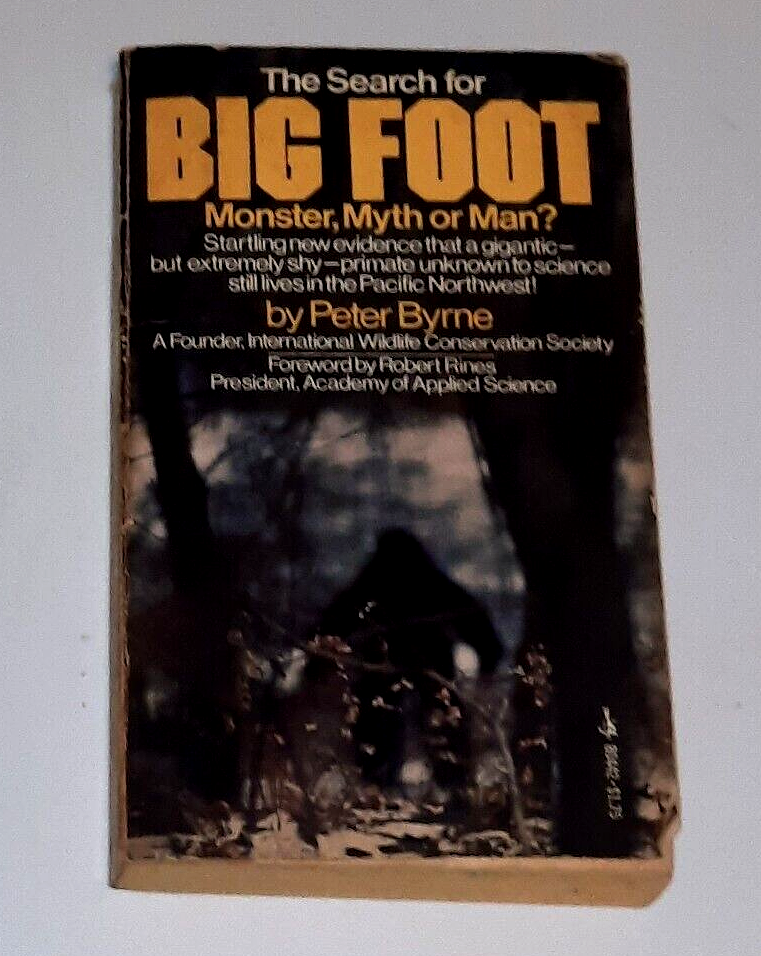 The Search for
BIG FOOT
Monster, Myth or Man?
Startling new evidence that a gigantic—
but extremely shy—primate unknown to science
still lives in the Pacific Northwest!
by Peter Byrne
A Founder, International Wildlife Conservation Society
Foreword by Robert Rines
President, Academy of Applied Science